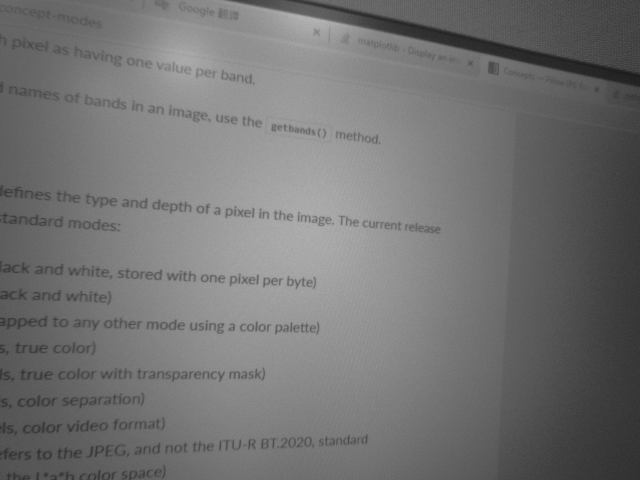 concept-modes
Google 翻譯
matplotlib - Display an
Concepts — Pillow (PIL
h pixel as having one value per band.
d names of bands in an image, use the getbands() method.
defines the type and depth of a pixel in the image. The current release
standard modes:
lack and white, stored with one pixel per byte)
ack and white)
apped to any other mode using a color palette)
s, true color)
ls, true color with transparency mask)
s, color separation)
els, color video format)
efers to the JPEG, and not the ITU-R BT.2020, standard
the L*a*b color space)